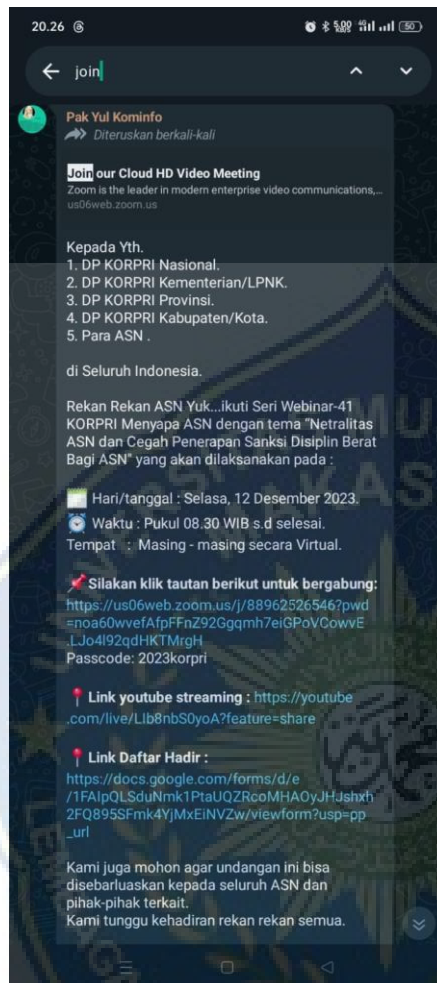 20.26
5.00 KB/S 4G 50
join
Pak Yul Kominfo
Diteruskan berkali-kali
Join our Cloud HD Video Meeting
Zoom is the leader in modern enterprise video communications,...
us06web.zoom.us
Kepada Yth.
1. DP KORPRI Nasional.
2. DP KORPRI Kementerian/LPNK.
3. DP KORPRI Provinsi.
4. DP KORPRI Kabupaten/Kota.
5. Para ASN .
di Seluruh Indonesia.
Rekan Rekan ASN Yuk...ikuti Seri Webinar-41
KORPRI Menyapa ASN dengan tema "Netralitas
ASN dan Cegah Penerapan Sanksi Disiplin Berat
Bagi ASN" yang akan dilaksanakan pada :
Hari/tanggal : Selasa, 12 Desember 2023.
Waktu : Pukul 08.30 WIB s.d selesai.
Tempat : Masing - masing secara Virtual.
Silakan klik tautan berikut untuk bergabung:
https://us06web.zoom.us/j/88962526546?pwd
=noa60wvefAfpFFnZ92Ggqmh7eiGPoVCowvE
.LJo4l92qdHKTMrgH
Passcode: 2023korpri
Link youtube streaming : https://youtube
.com/live/LIb8nbS0yoA?feature=share
Link Daftar Hadir :
https://docs.google.com/forms/d/e
/1FAIpQLSduNmk1PtaUQZRcoMHAOyJHJshxh
2FQ895SFmk4YjMxEiNVZw/viewform?usp=pp
_url
Kami juga mohon agar undangan ini bisa
disebarluaskan kepada seluruh ASN dan
pihak-pihak terkait.
Kami tunggu kehadiran rekan rekan semua.